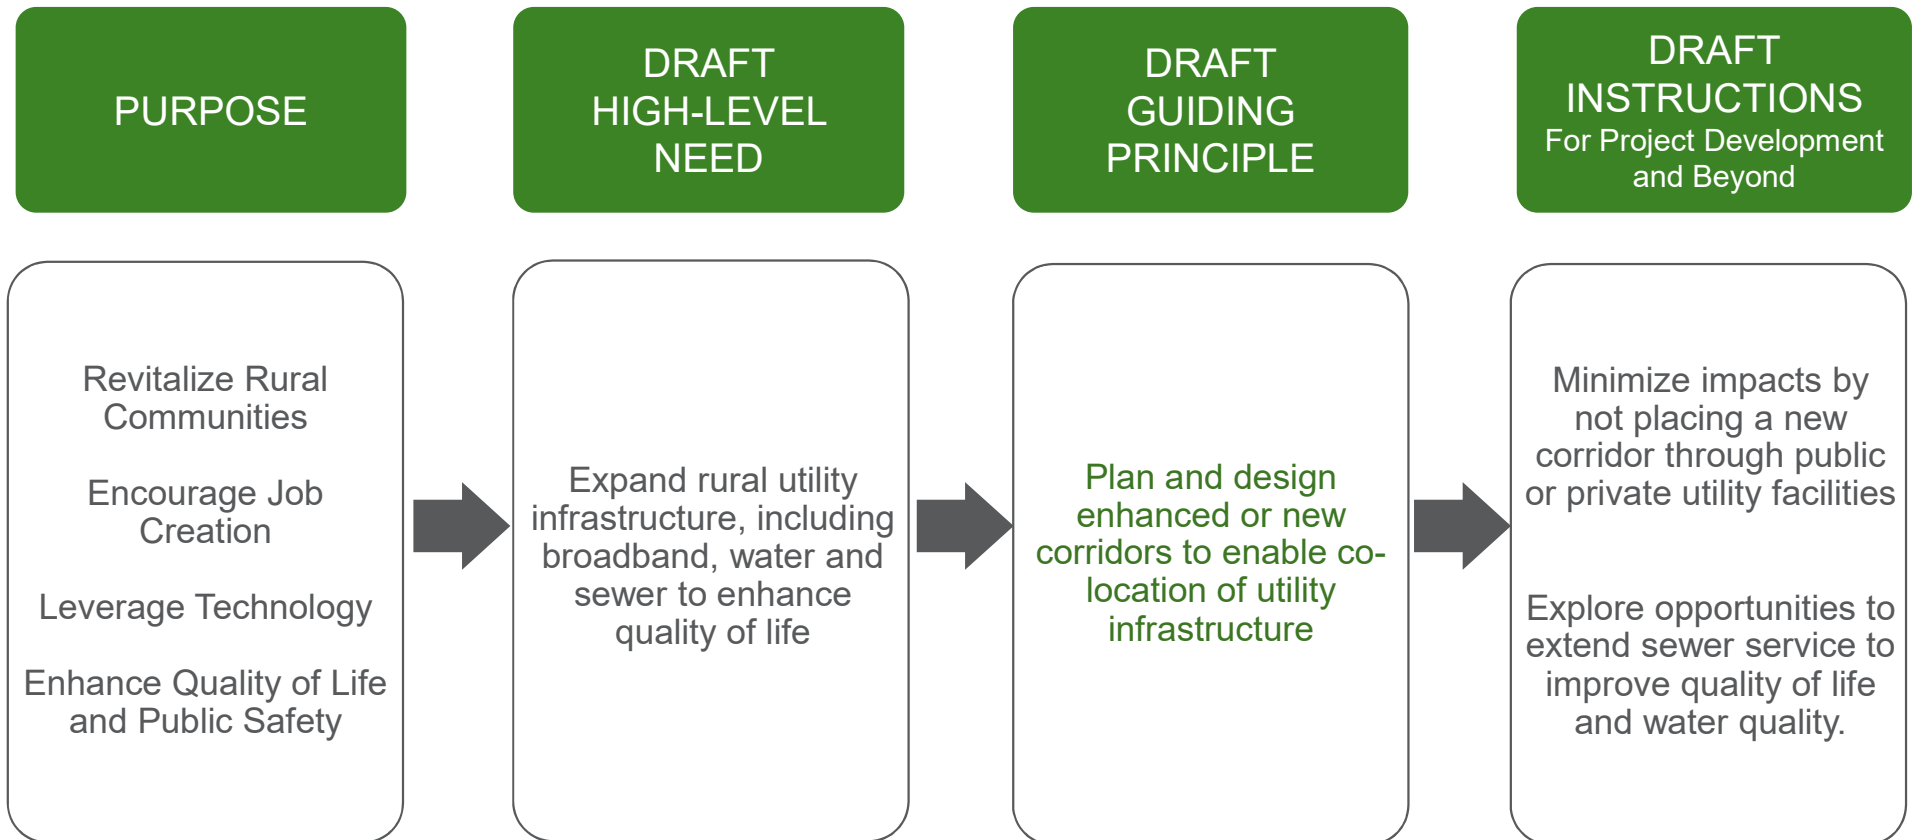 PURPOSE
DRAFT
HIGH-LEVEL
NEED
DRAFT
GUIDING
PRINCIPLE
DRAFT
INSTRUCTIONS
For Project Development
and Beyond
Revitalize Rural
Communities
Encourage Job
Creation
Leverage Technology
Enhance Quality of Life
and Public Safety
Expand rural utility
infrastructure, including
broadband, water and
sewer to enhance
quality of life
Plan and design
enhanced or new
corridors to enable co-
location of utility
infrastructure
Minimize impacts by
not placing a new
corridor through public
or private utility facilities
Explore opportunities to
extend sewer service to
improve quality of life
and water quality.